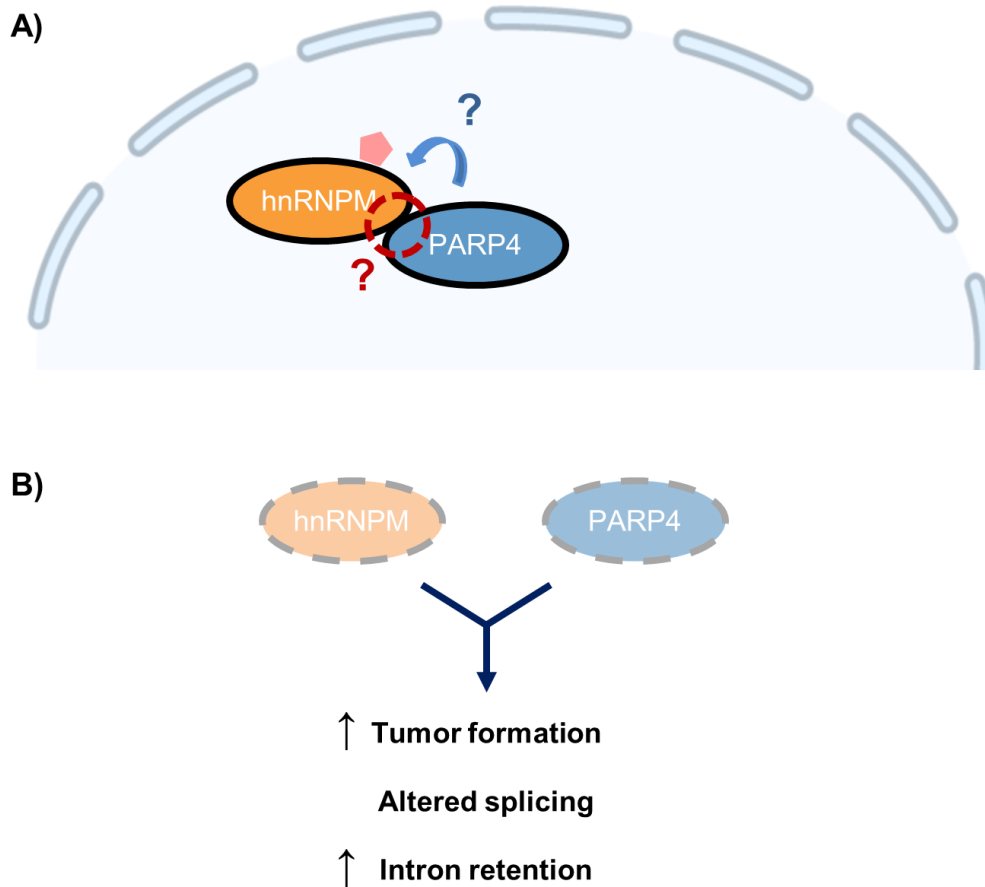 A)
?
hnRNPM
PARP4
?
B)
hnRNPM PARP4
↑ Tumor formation
Altered splicing
↑ Intron retention